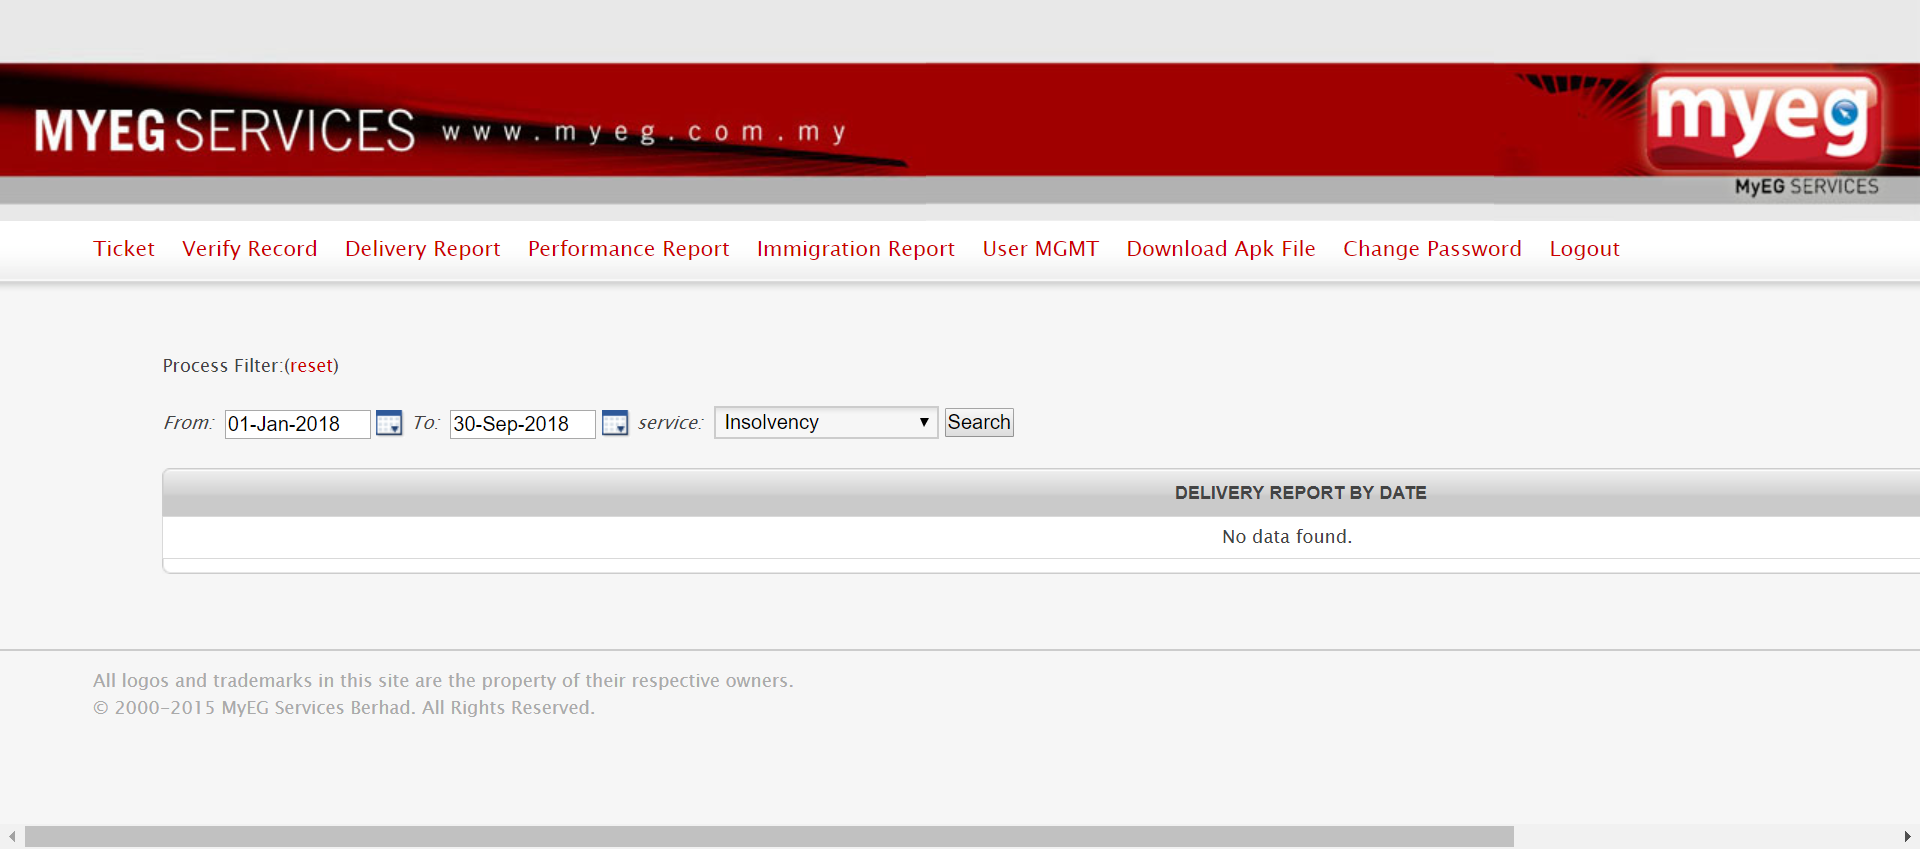 MYEG SERVICES www.myeg.com.my
myeg
MyEG SERVICES
Ticket Verify Record Delivery Report Performance Report Immigration Report User MGMT Download Apk File Change Password Logout
Process Filter:(reset)
From: 01-Jan-2018 To: 30-Sep-2018 service: Insolvency Search
DELIVERY REPORT BY DATE
No data found.
All logos and trademarks in this site are the property of their respective owners.
© 2000-2015 MyEG Services Berhad. All Rights Reserved.